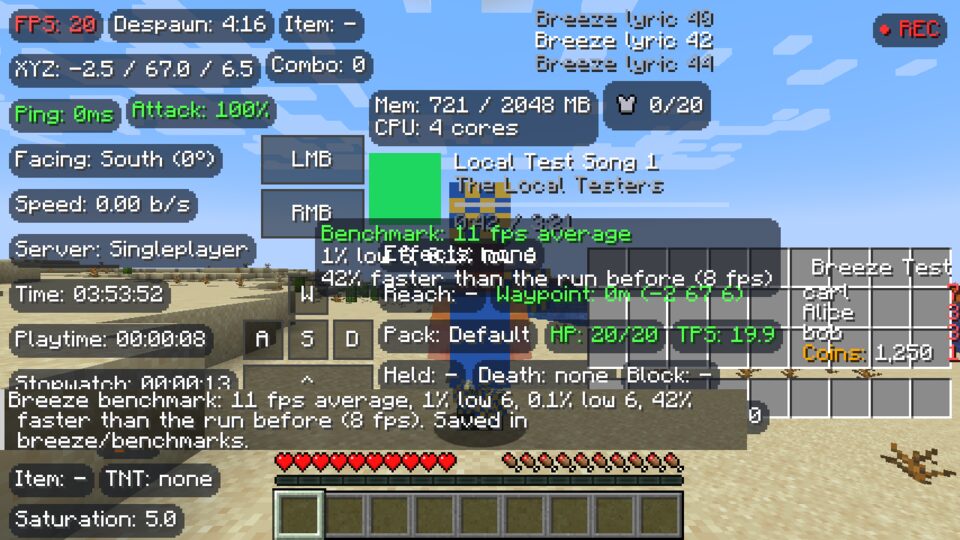 FPS: 20
Despawn: 4:16
Item: -
Breeze lyric 40
Breeze lyric 42
Breeze lyric 44
REC
XYZ: -2.5 / 67.0 / 6.5
Combo: 0
Ping: 0ms
Attack: 100%
Mem: 721 / 2048 MB
CPU: 4 cores
0/20
Facing: South (0°)
LMB
RMB
Local Test Song 1
The Local Testers
Speed: 0.00 b/s
Benchmark: 11 fps average
Effects: none
42% faster than the run before (8 fps)
Server: Singleplayer
Breeze Test
Time: 03:53:52
W
Reach: -
Waypoint: 0m (-2 67 6)
carl
Alice
bob
Coins: 1,250
Playtime: 00:00:08
A
S
D
Pack: Default
HP: 20/20
TPS: 19.9
Stopwatch: 00:00:13
Held: -
Death: none
Block: -
Breeze benchmark: 11 fps average, 1% low 6, 0.1% low 6, 42%
faster than the run before (8 fps). Saved in
breeze/benchmarks.
Item: -
TNT: none
Saturation: 5.0